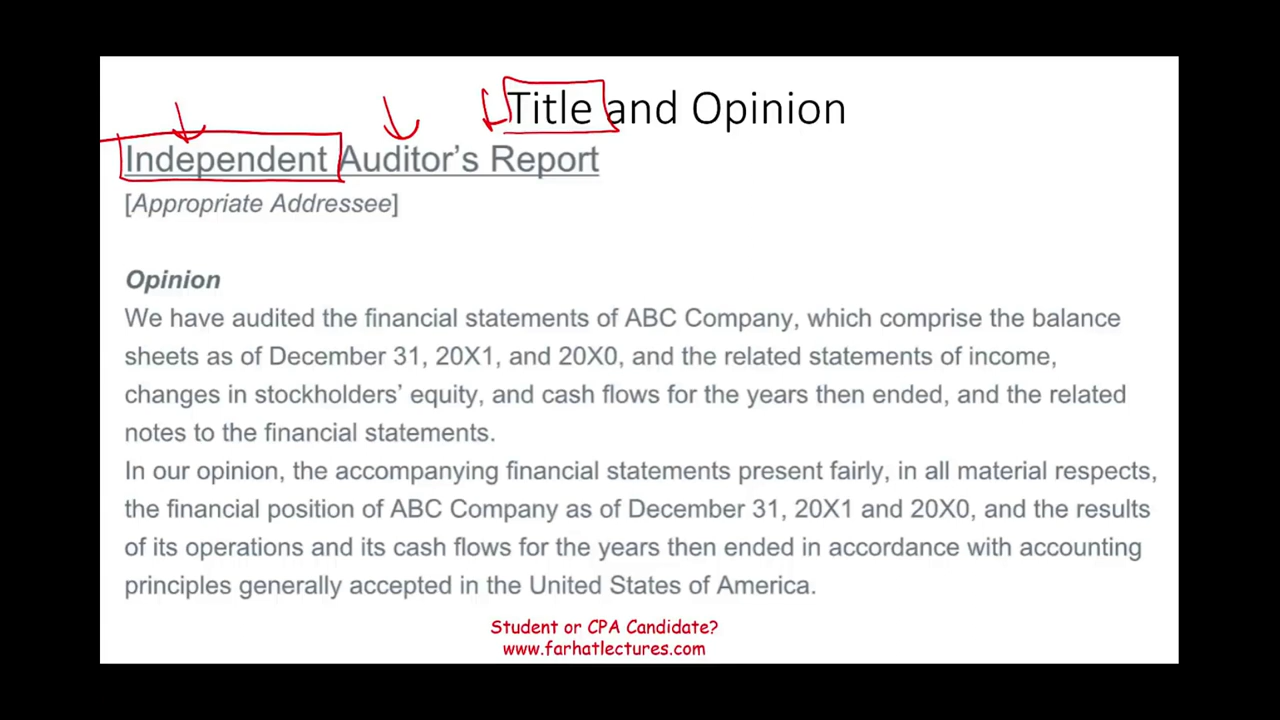 Title and Opinion
Independent Auditor's Report
[Appropriate Addressee]
Opinion
We have audited the financial statements of ABC Company, which comprise the balance
sheets as of December 31, 20X1, and 20X0, and the related statements of income,
changes in stockholders' equity, and cash flows for the years then ended, and the related
notes to the financial statements.
In our opinion, the accompanying financial statements present fairly, in all material respects,
the financial position of ABC Company as of December 31, 20X1 and 20X0, and the results
of its operations and its cash flows for the years then ended in accordance with accounting
principles generally accepted in the United States of America.
Student or CPA Candidate?
www.farhatlectures.com